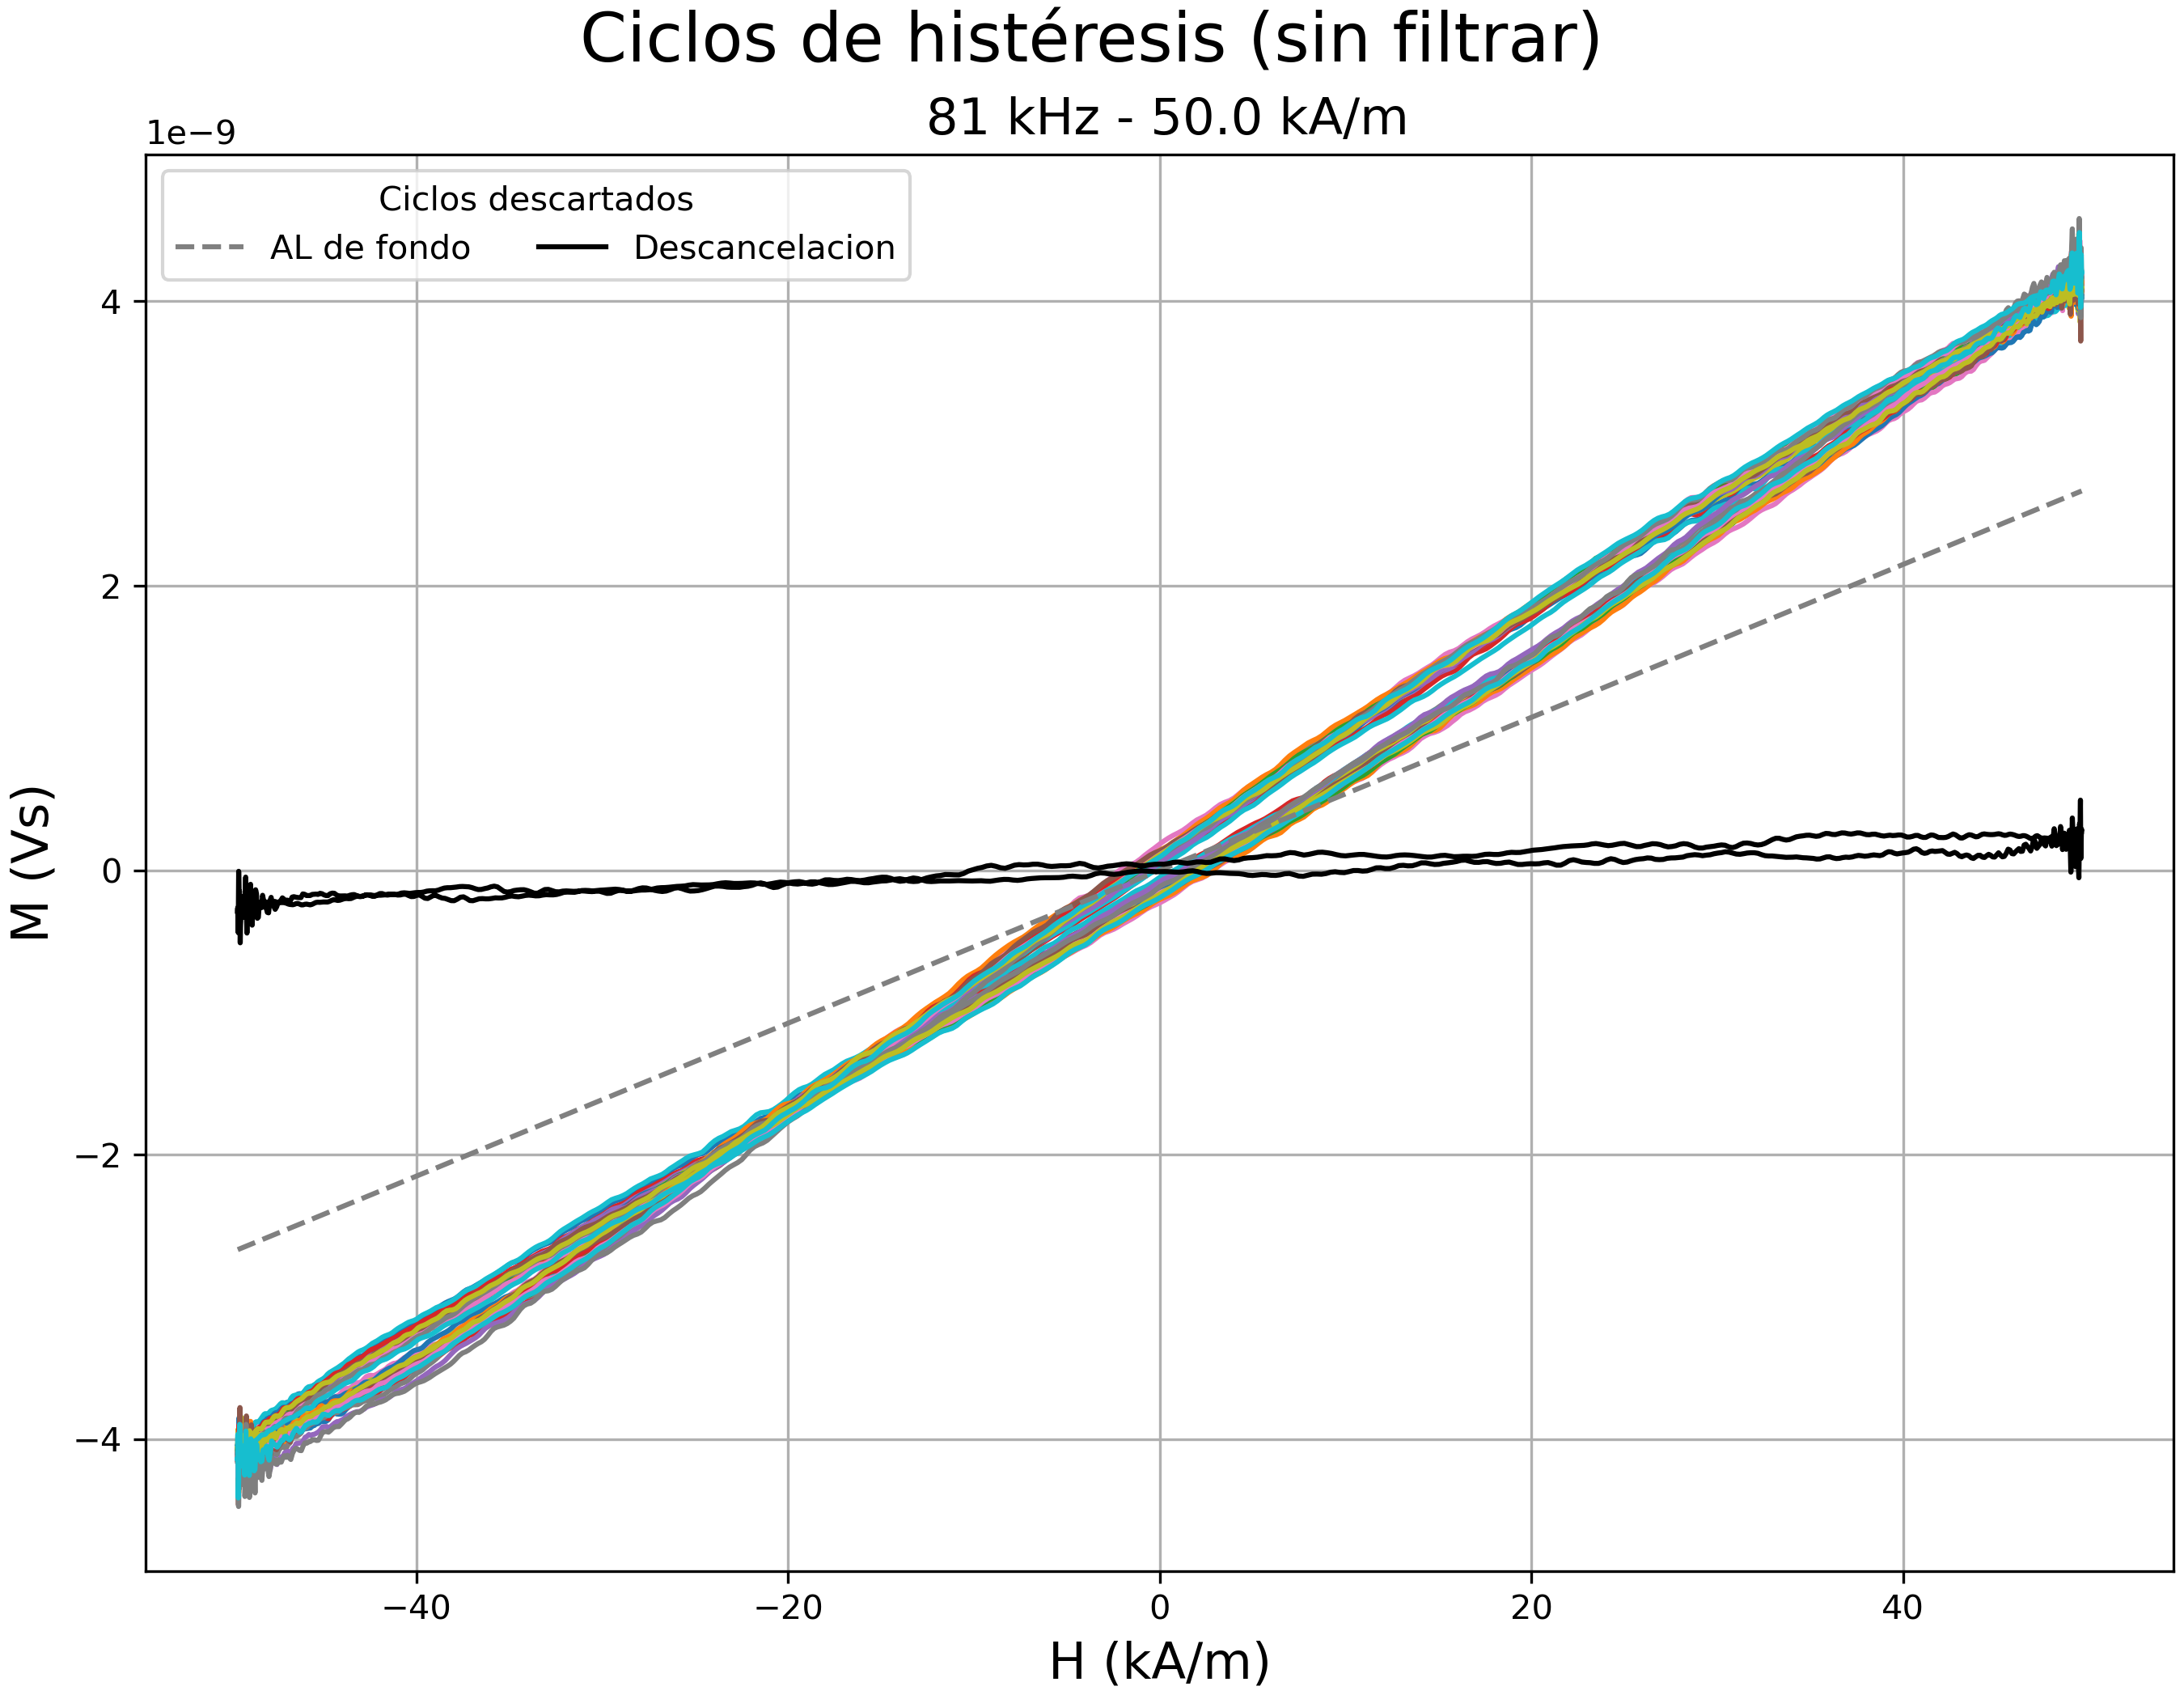 Ciclos de histéresis (sin filtrar)
81 kHz - 50.0 kA/m
1e−9
Ciclos descartados
AL de fondo
Descancelacion
4
2
0
−2
−4
M (Vs)
−40
−20
0
20
40
H (kA/m)